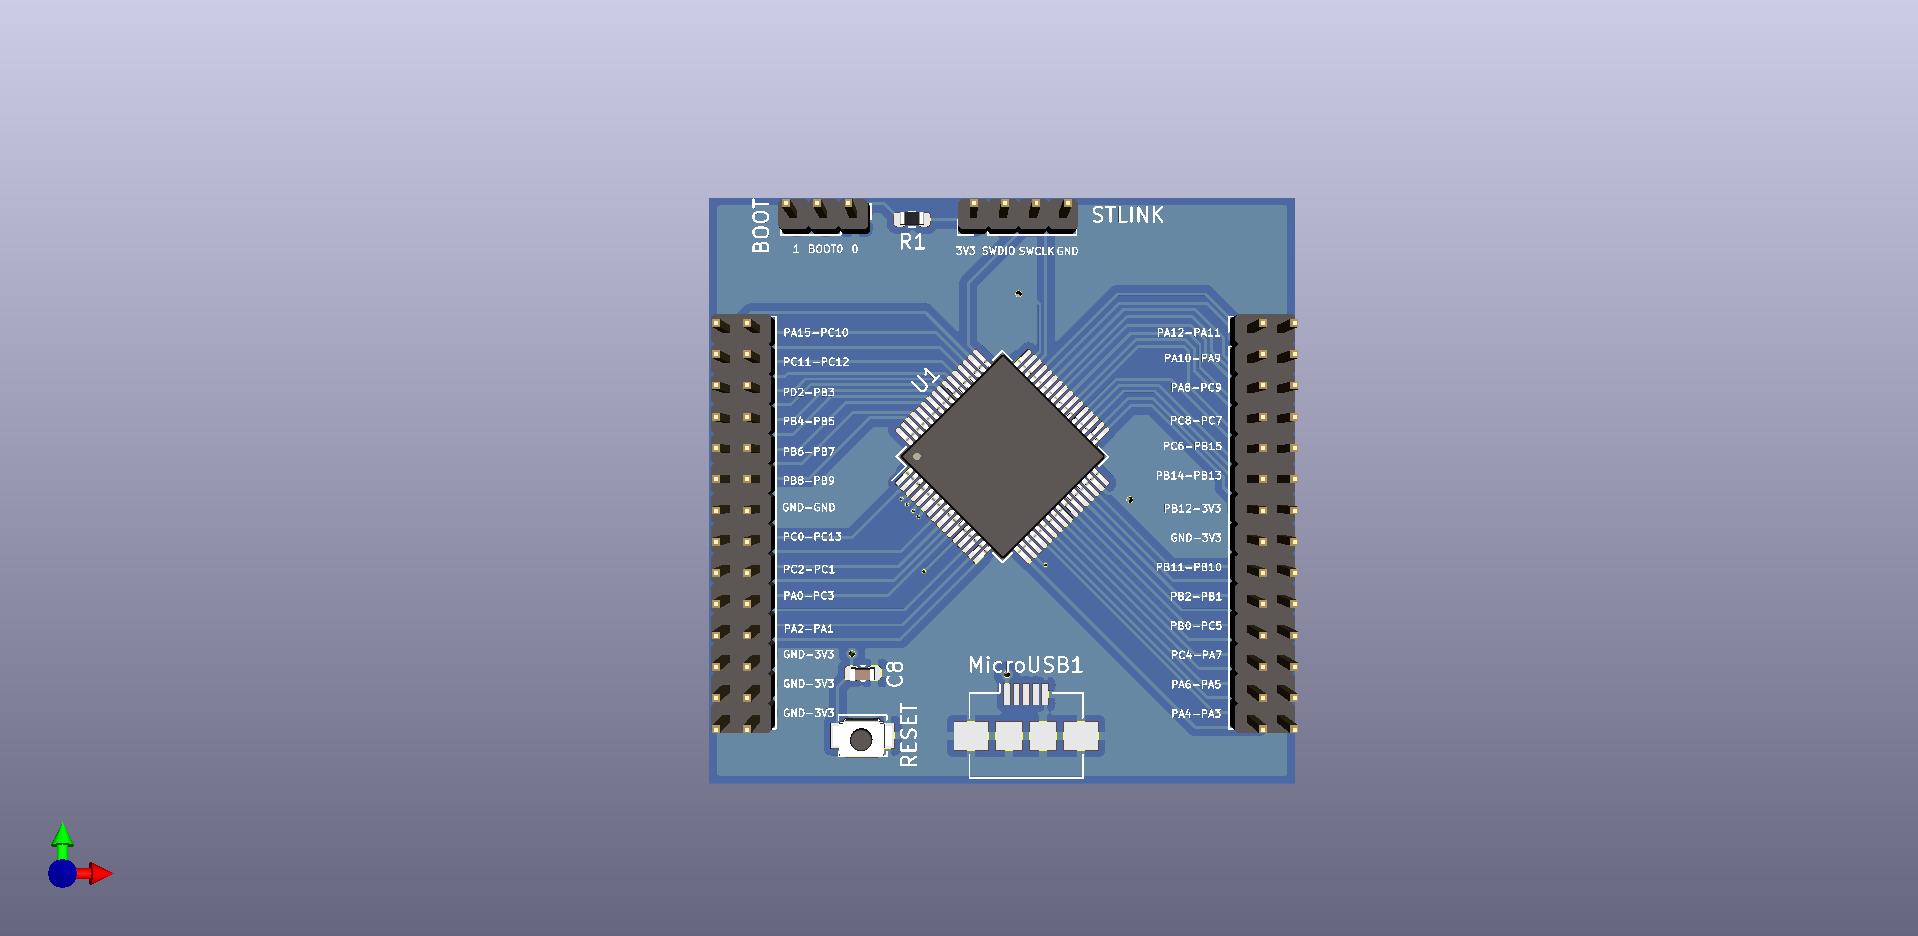 BOOT
1 BOOT0 0
R1
STLINK
3V3 SWDIO SWCLK GND
U1
PA15-PC10
PC11-PC12
PD2-PB3
PB4-PB5
PB6-PB7
PB8-PB9
GND-GND
PC0-PC13
PC2-PC1
PA0-PC3
PA2-PA1
GND-3V3
GND-3V3
GND-3V3
PA12-PA11
PA10-PA9
PA8-PC9
PC8-PC7
PC6-PB15
PB14-PB13
PB12-3V3
GND-3V3
PB11-PB10
PB2-PB1
PB0-PC5
PC4-PA7
PA6-PA5
PA4-PA3
C8
RESET
MicroUSB1